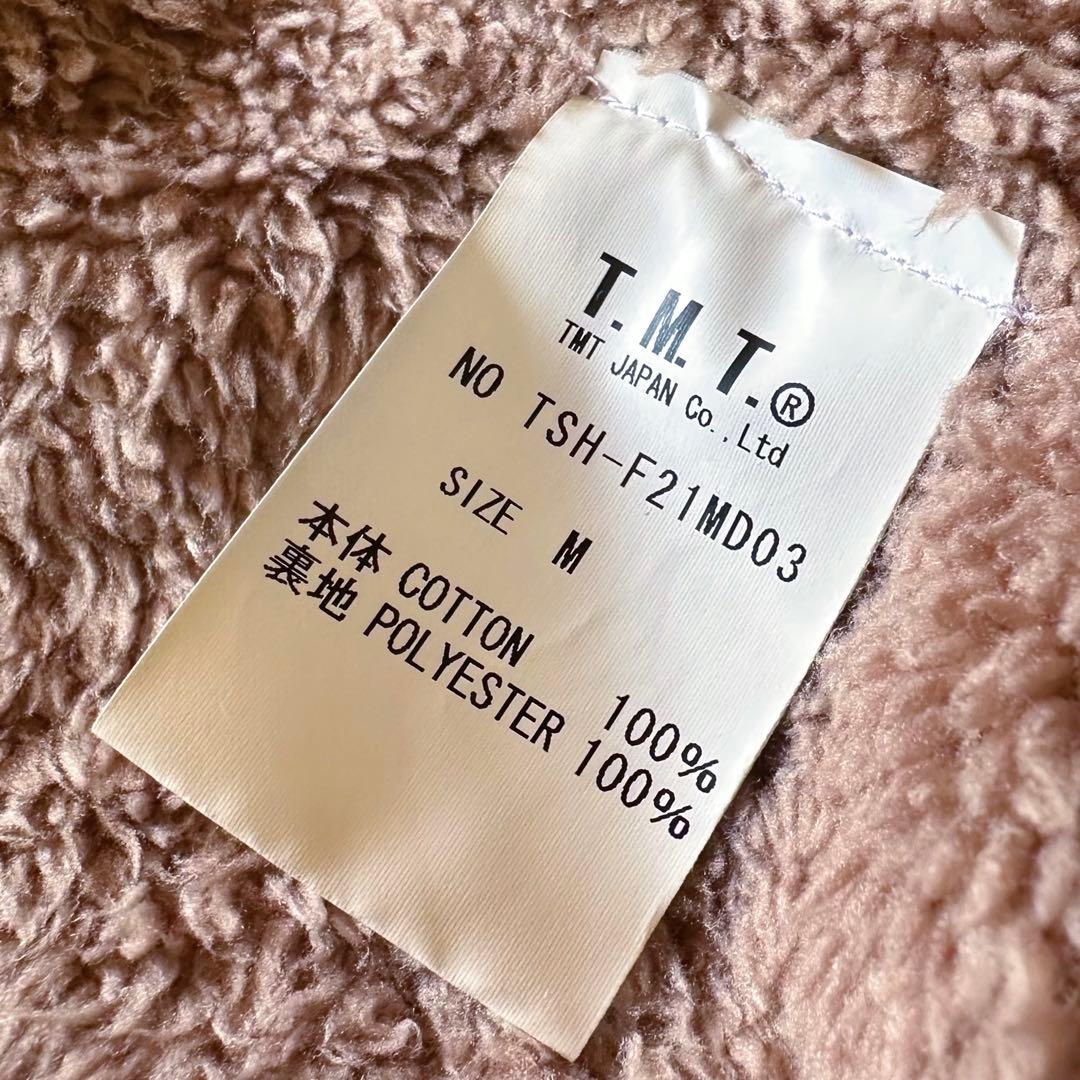 T.M.T.®
TMT JAPAN Co.,Ltd
NO TSH-F21MD03
SIZE M
本体 COTTON 100%
裏地 POLYESTER 100%